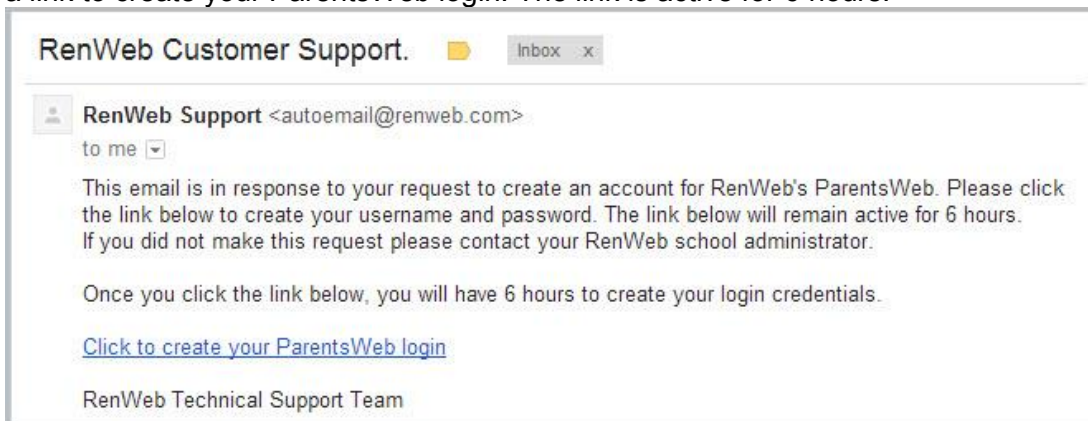 a link to create your ParentsWeb login. The link is active for 6 hours.
RenWeb Customer Support.
Inbox x
RenWeb Support <autoemail@renweb.com>
to me
This email is in response to your request to create an account for RenWeb's ParentsWeb. Please click
the link below to create your username and password. The link below will remain active for 6 hours.
If you did not make this request please contact your RenWeb school administrator.
Once you click the link below, you will have 6 hours to create your login credentials.
Click to create your ParentsWeb login
RenWeb Technical Support Team